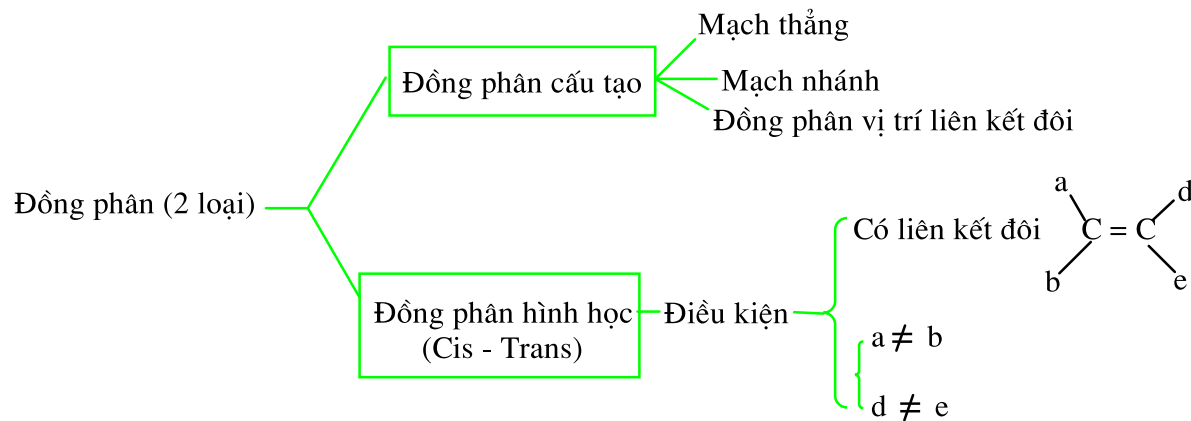 Mạch thẳng
Đồng phân cấu tạo
Mạch nhánh
Đồng phân vị trí liên kết đôi
Đồng phân (2 loại)
Có liên kết đôi
a
d
C = C
b
e
Đồng phân hình học
(Cis - Trans)
Điều kiện
a ≠ b
d ≠ e